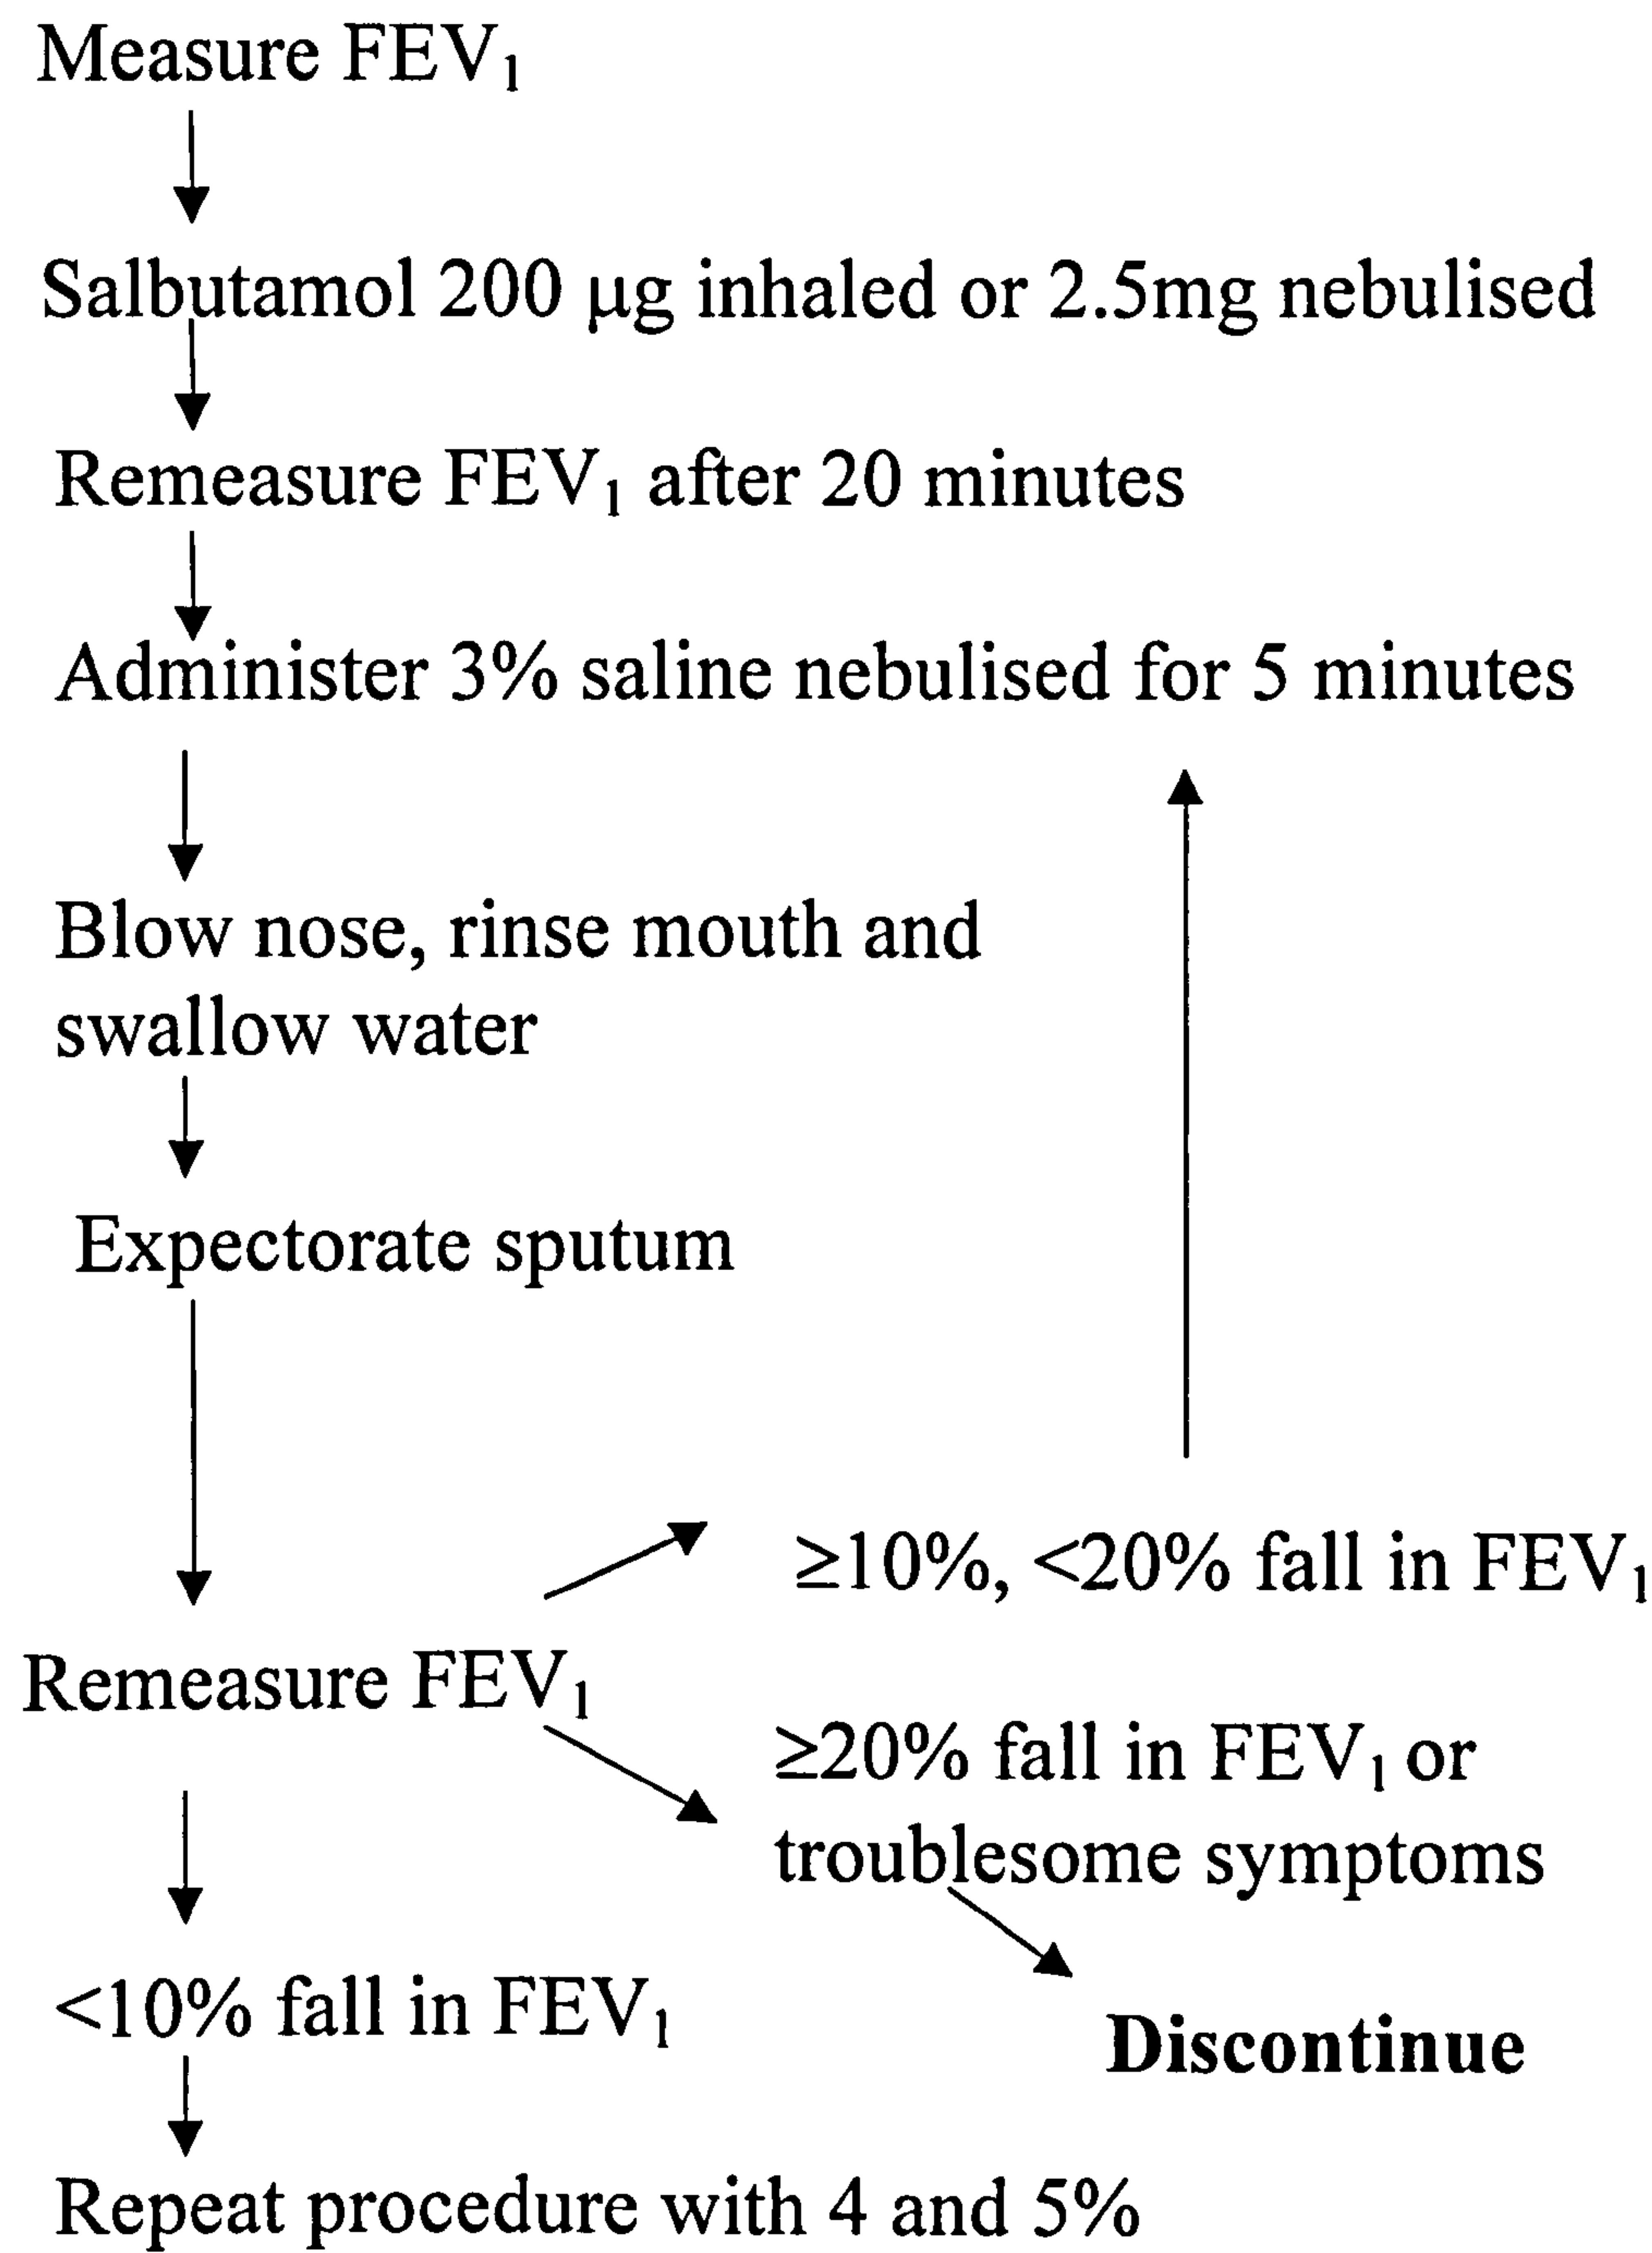 Measure FEV₁
Salbutamol 200 µg inhaled or 2.5mg nebulised
Remeasure FEV₁ after 20 minutes
Administer 3% saline nebulised for 5 minutes
Blow nose, rinse mouth and
swallow water
Expectorate sputum
≥10%, <20% fall in FEV₁
Remeasure FEV₁
≥20% fall in FEV₁ or
troublesome symptoms
<10% fall in FEV₁
Discontinue
Repeat procedure with 4 and 5%